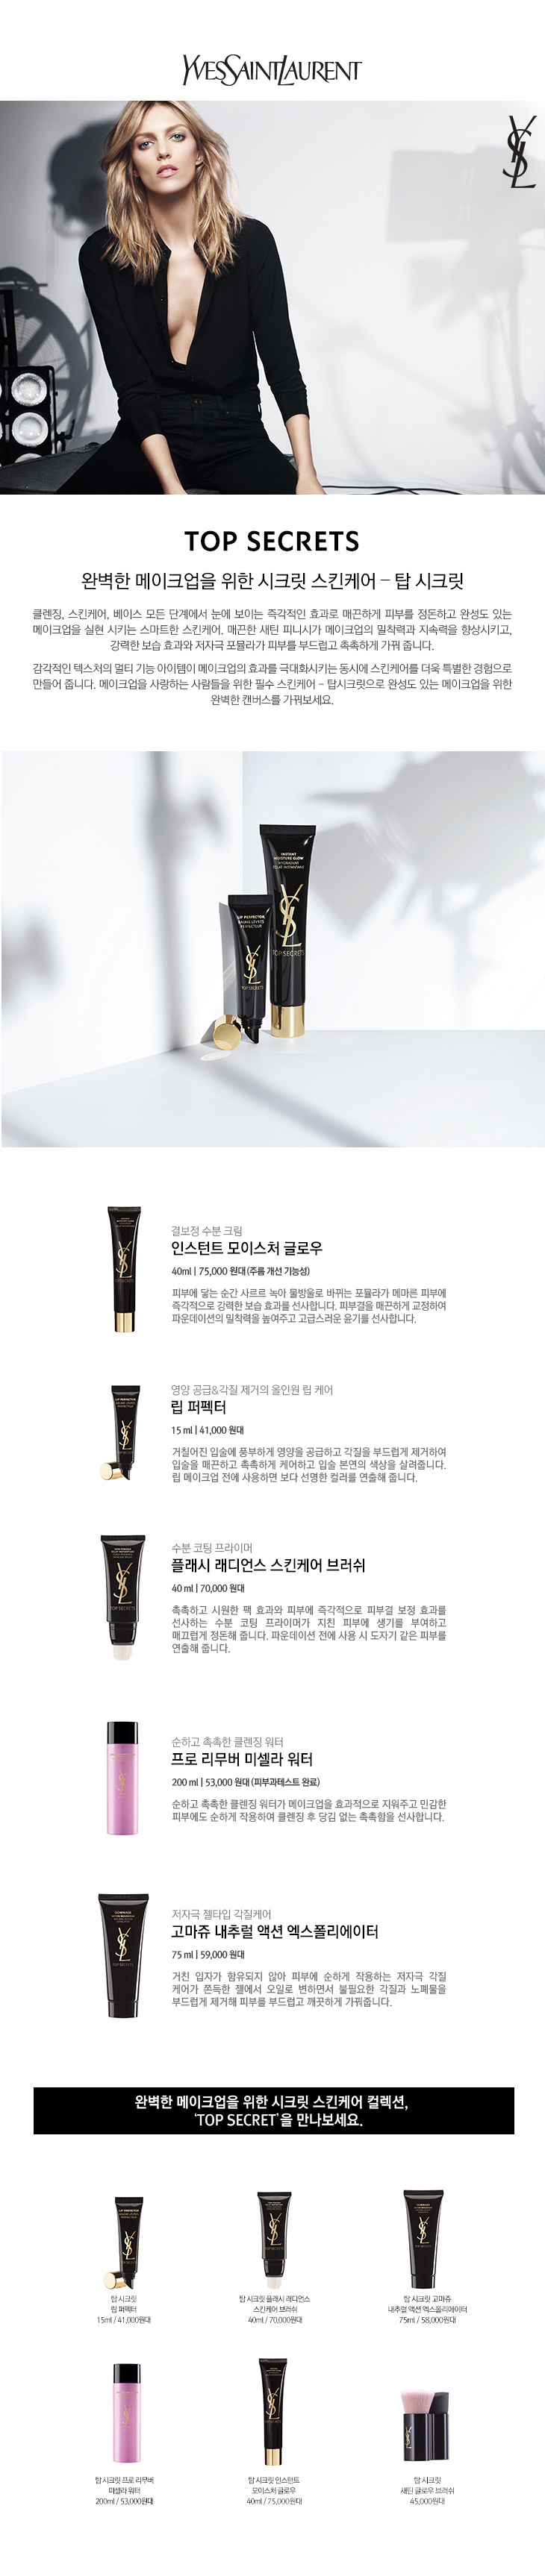 YVESSAINTLAURENT
YSL
TOP SECRETS
완벽한 메이크업을 위한 시크릿 스킨케어 – 탑 시크릿
클렌징, 스킨케어, 베이스 모든 단계에서 눈에 보이는 즉각적인 효과로 매끈하게 피부를 정돈하고 완성도 있는
메이크업을 실현 시키는 스마트한 스킨케어. 매끈한 새틴 피니시가 메이크업의 밀착력과 지속력을 향상시키고,
강력한 보습 효과와 저자극 포뮬라가 피부를 부드럽고 촉촉하게 가꿔 줍니다.
감각적인 텍스처의 멀티 기능 아이템이 메이크업의 효과를 극대화시키는 동시에 스킨케어를 더욱 특별한 경험으로
만들어 줍니다. 메이크업을 사랑하는 사람들을 위한 필수 스킨케어 – 탑시크릿으로 완성도 있는 메이크업을 위한
완벽한 캔버스를 가꿔보세요.
INSTANT
MOISTURE GLOW
HYDRATANT
ECLAT INSTANTANE
YSL
TOP SECRETS
LIP PERFECTOR
BAUME LEVRES
PERFECTEUR
YSL
TOP SECRETS
결보정 수분 크림
인스턴트 모이스처 글로우
40ml | 75,000 원대 (주름 개선 기능성)
피부에 닿는 순간 사르르 녹아 물방울로 바뀌는 포뮬라가 메마른 피부에
즉각적으로 강력한 보습 효과를 선사합니다. 피부결을 매끈하게 교정하여
파운데이션의 밀착력을 높여주고 고급스러운 윤기를 선사합니다.
영양 공급&각질 제거의 올인원 립 케어
립 퍼펙터
15 ml | 41,000 원대
거칠어진 입술에 풍부하게 영양을 공급하고 각질을 부드럽게 제거하여
입술을 매끈하고 촉촉하게 케어하고 입술 본연의 색상을 살려줍니다.
립 메이크업 전에 사용하면 보다 선명한 컬러를 연출해 줍니다.
수분 코팅 프라이머
플래시 래디언스 스킨케어 브러쉬
40 ml | 70,000 원대
촉촉하고 시원한 팩 효과와 피부에 즉각적으로 피부결 보정 효과를
선사하는 수분 코팅 프라이머가 지친 피부에 생기를 부여하고
매끄럽게 정돈해 줍니다. 파운데이션 전에 사용 시 도자기 같은 피부를
연출해 줍니다.
순하고 촉촉한 클렌징 워터
프로 리무버 미셀라 워터
200 ml | 53,000 원대 (피부과테스트 완료)
순하고 촉촉한 클렌징 워터가 메이크업을 효과적으로 지워주고 민감한
피부에도 순하게 작용하여 클렌징 후 당김 없는 촉촉함을 선사합니다.
저자극 젤타입 각질케어
고마쥬 내추럴 액션 엑스폴리에이터
75 ml | 59,000 원대
거친 입자가 함유되지 않아 피부에 순하게 작용하는 저자극 각질
케어가 쫀득한 젤에서 오일로 변하면서 불필요한 각질과 노폐물을
부드럽게 제거해 피부를 부드럽고 깨끗하게 가꿔줍니다.
완벽한 메이크업을 위한 시크릿 스킨케어 컬렉션,
‘TOP SECRET’을 만나보세요.
탑 시크릿
립 퍼펙터
15ml / 41,000원대
탑 시크릿 플래시 래디언스
스킨케어 브러쉬
40ml / 70,000원대
탑 시크릿 고마쥬
내추럴 액션 엑스폴리에이터
75ml / 58,000원대
탑 시크릿 프로 리무버
미셀라 워터
200ml / 53,000원대
탑 시크릿 인스턴트
모이스처 글로우
40ml / 75,000원대
탑 시크릿
새틴 글로우 브러쉬
45,000원대